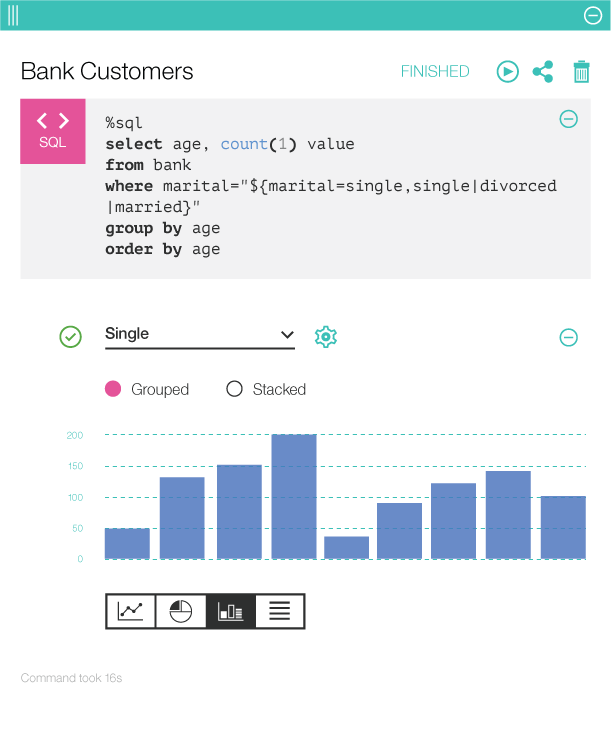 Bank Customers
FINISHED
SQL
%sql
select age, count(1) value
from bank
where marital="${marital=single,single|divorced
|married}"
group by age
order by age
Single
Grouped
Stacked
200
150
100
50
0
Command took 16s